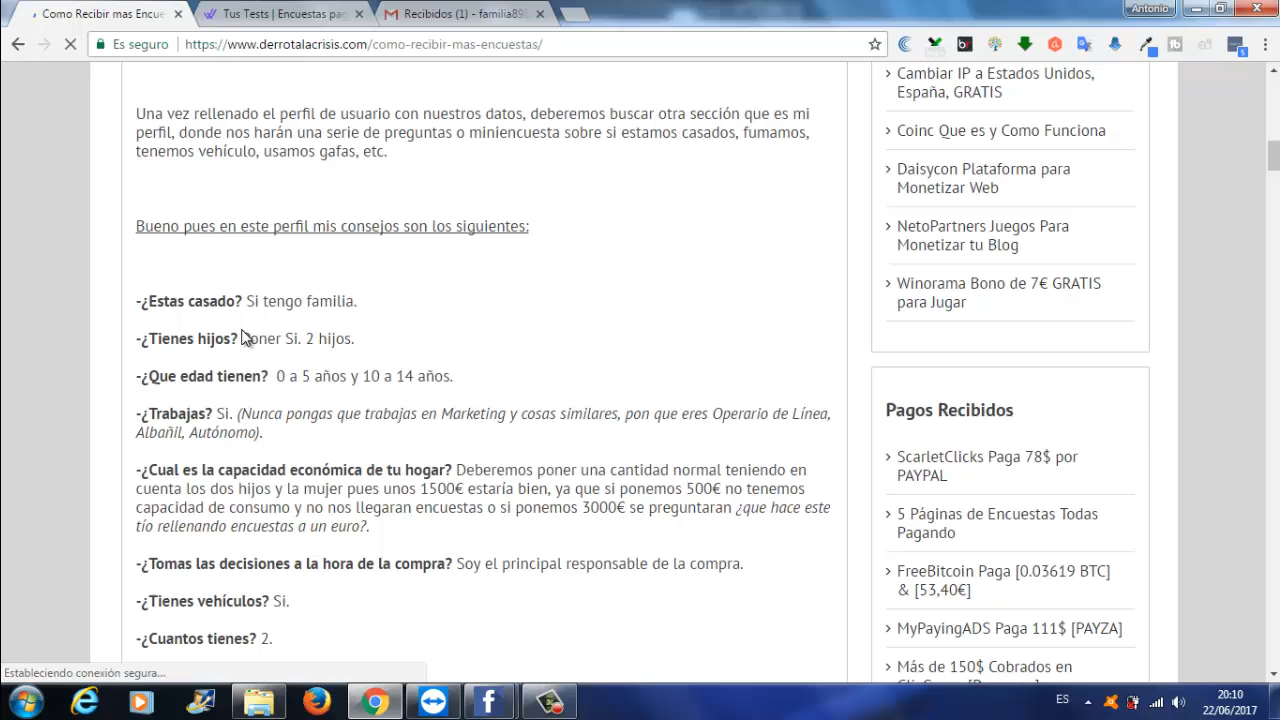 Como Recibir mas Encue
Tus Tests | Encuestas pag
Recibidos (1) - familia898
Antonio
Es seguro
https://www.derrotalacrisis.com/como-recibir-mas-encuestas/
Una vez rellenado el perfil de usuario con nuestros datos, deberemos buscar otra sección que es mi
perfil, donde nos harán una serie de preguntas o miniencuesta sobre si estamos casados, fumamos,
tenemos vehículo, usamos gafas, etc.
Bueno pues en este perfil mis consejos son los siguientes:
-¿Estas casado? Si tengo familia.
-¿Tienes hijos? oner Si. 2 hijos.
-¿Que edad tienen? 0 a 5 años y 10 a 14 años.
-¿Trabajas? Si. (Nunca pongas que trabajas en Marketing y cosas similares, pon que eres Operario de Línea,
Albañil, Autónomo).
-¿Cual es la capacidad económica de tu hogar? Deberemos poner una cantidad normal teniendo en
cuenta los dos hijos y la mujer pues unos 1500€ estaría bien, ya que si ponemos 500€ no tenemos
capacidad de consumo y no nos llegaran encuestas o si ponemos 3000€ se preguntaran ¿que hace este
tío rellenando encuestas a un euro?.
-¿Tomas las decisiones a la hora de la compra? Soy el principal responsable de la compra.
-¿Tienes vehículos? Si.
-¿Cuantos tienes? 2.
Cambiar IP a Estados Unidos,
España, GRATIS
Coinc Que es y Como Funciona
Daisycon Plataforma para
Monetizar Web
NetoPartners Juegos Para
Monetizar tu Blog
Winorama Bono de 7€ GRATIS
para Jugar
Pagos Recibidos
ScarletClicks Paga 78$ por
PAYPAL
5 Páginas de Encuestas Todas
Pagando
FreeBitcoin Paga [0.03619 BTC]
& [53,40€]
MyPayingADS Paga 111$ [PAYZA]
Más de 150$ Cobrados en
Estableciendo conexión segura...
ES
20:10
22/06/2017